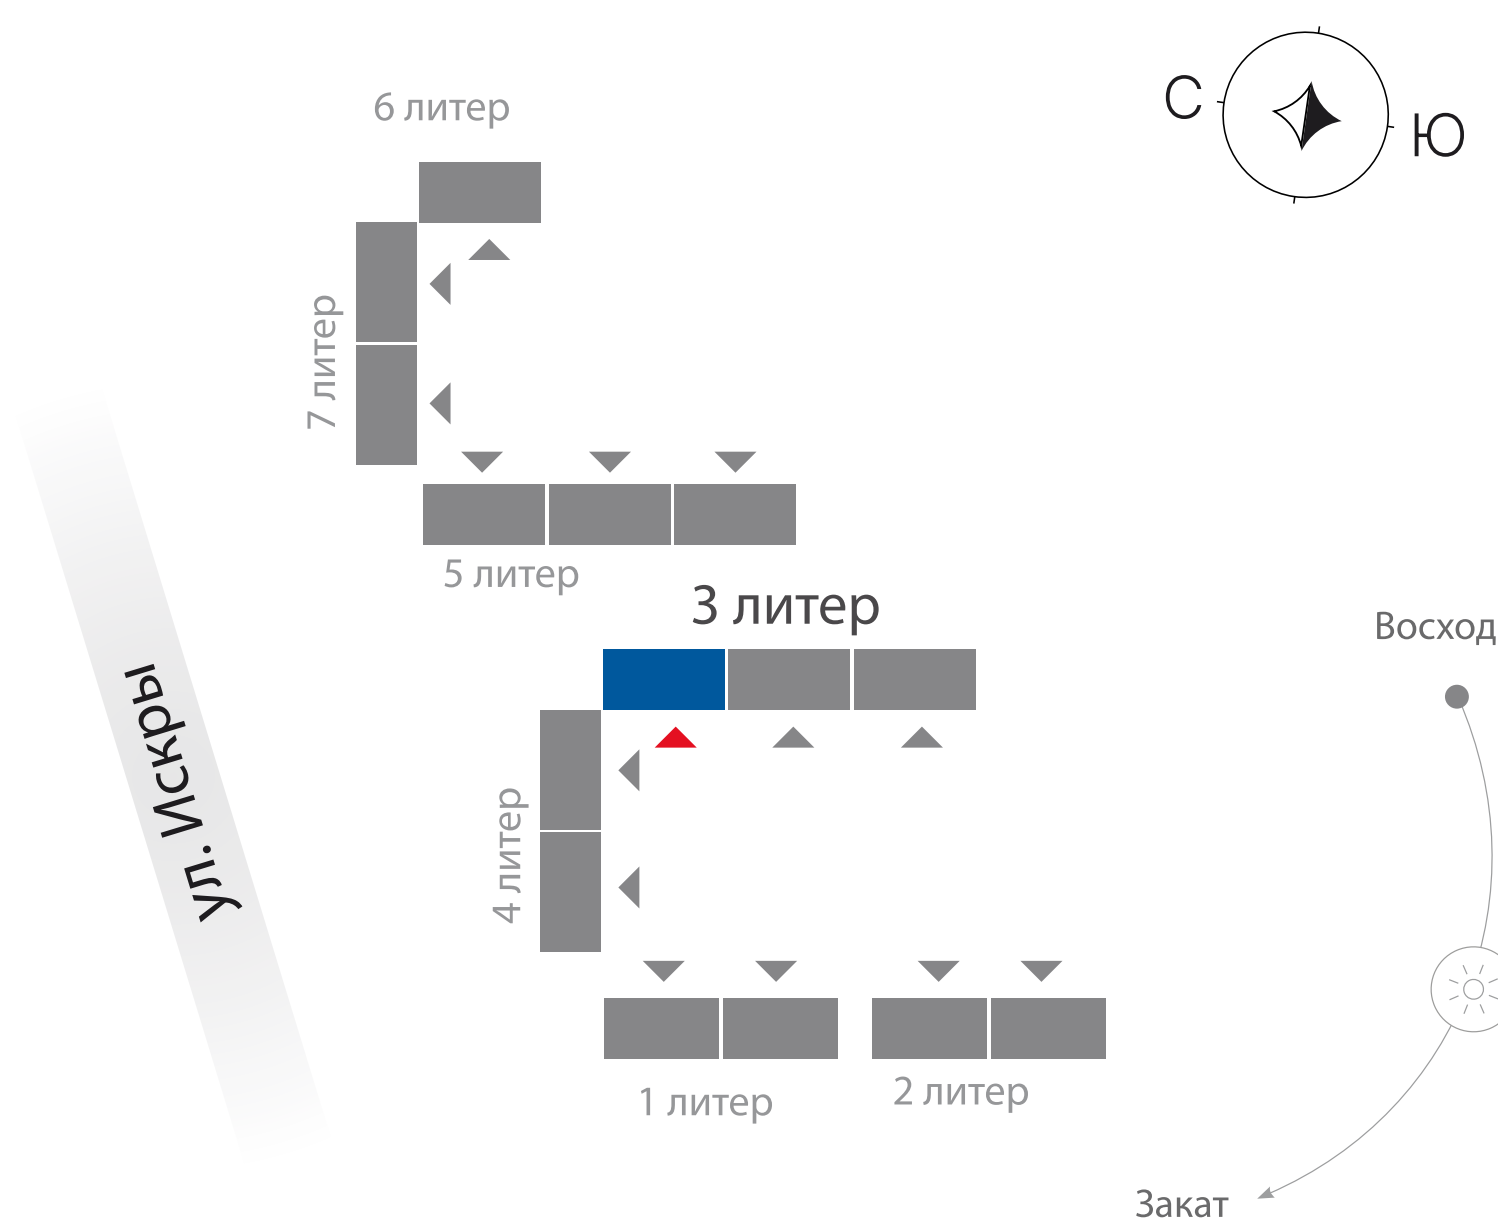 С
Ю
6 литер
7 литер
5 литер
3 литер
Восход
ул. Искры
4 литер
1 литер
2 литер
Закат